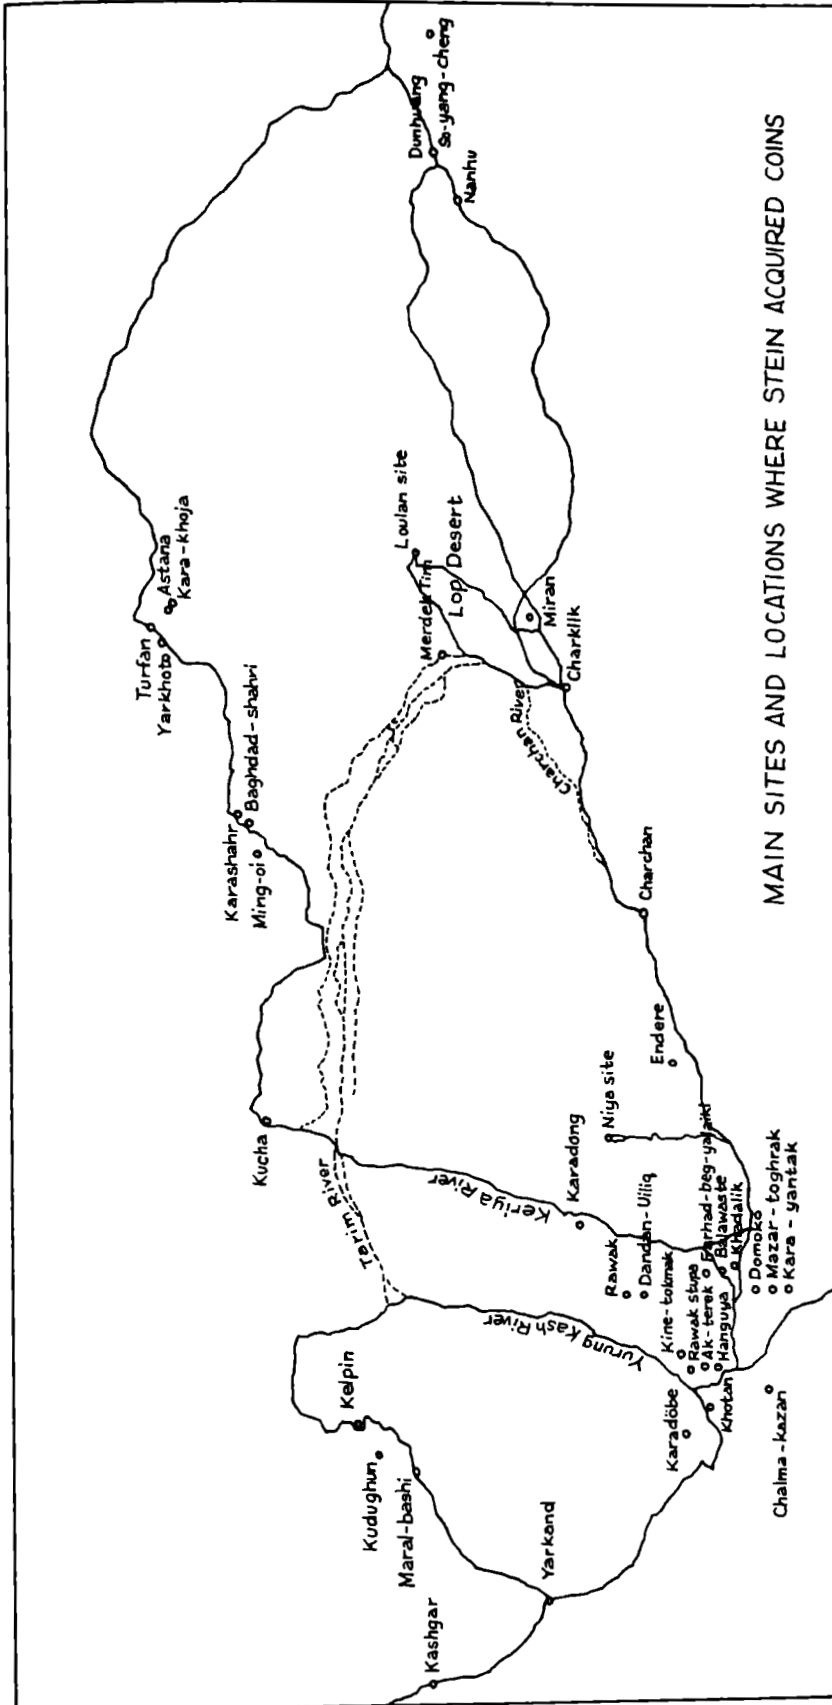 Dunhuang
So-yang-cheng
Nanhu
Loulan site
Merdek Tim
Lop Desert
Astana
Kara-khoja
Turfan
Yarkhoto
Miran
Charklik
Charchan River
Karashahr
Baghdad-shahri
Ming-oi
Charchan
Endere
Niya site
Kucha
Tarim River
Keriya River
Karadong
Farhad-beg-yailaki
Balawaste
Khadalik
Domoko
Mazar-toghrak
Kara-yantak
Rawak
Dandan-Uiliq
Kine-tokmak
Rawak stupa
Ak-terek
Hanguya
Yurung Kash River
Kelpin
Kudughun
Maral-bashi
Karadöbe
Khotan
Chalma-kazan
Yarkand
Kashgar
MAIN SITES AND LOCATIONS WHERE STEIN ACQUIRED COINS